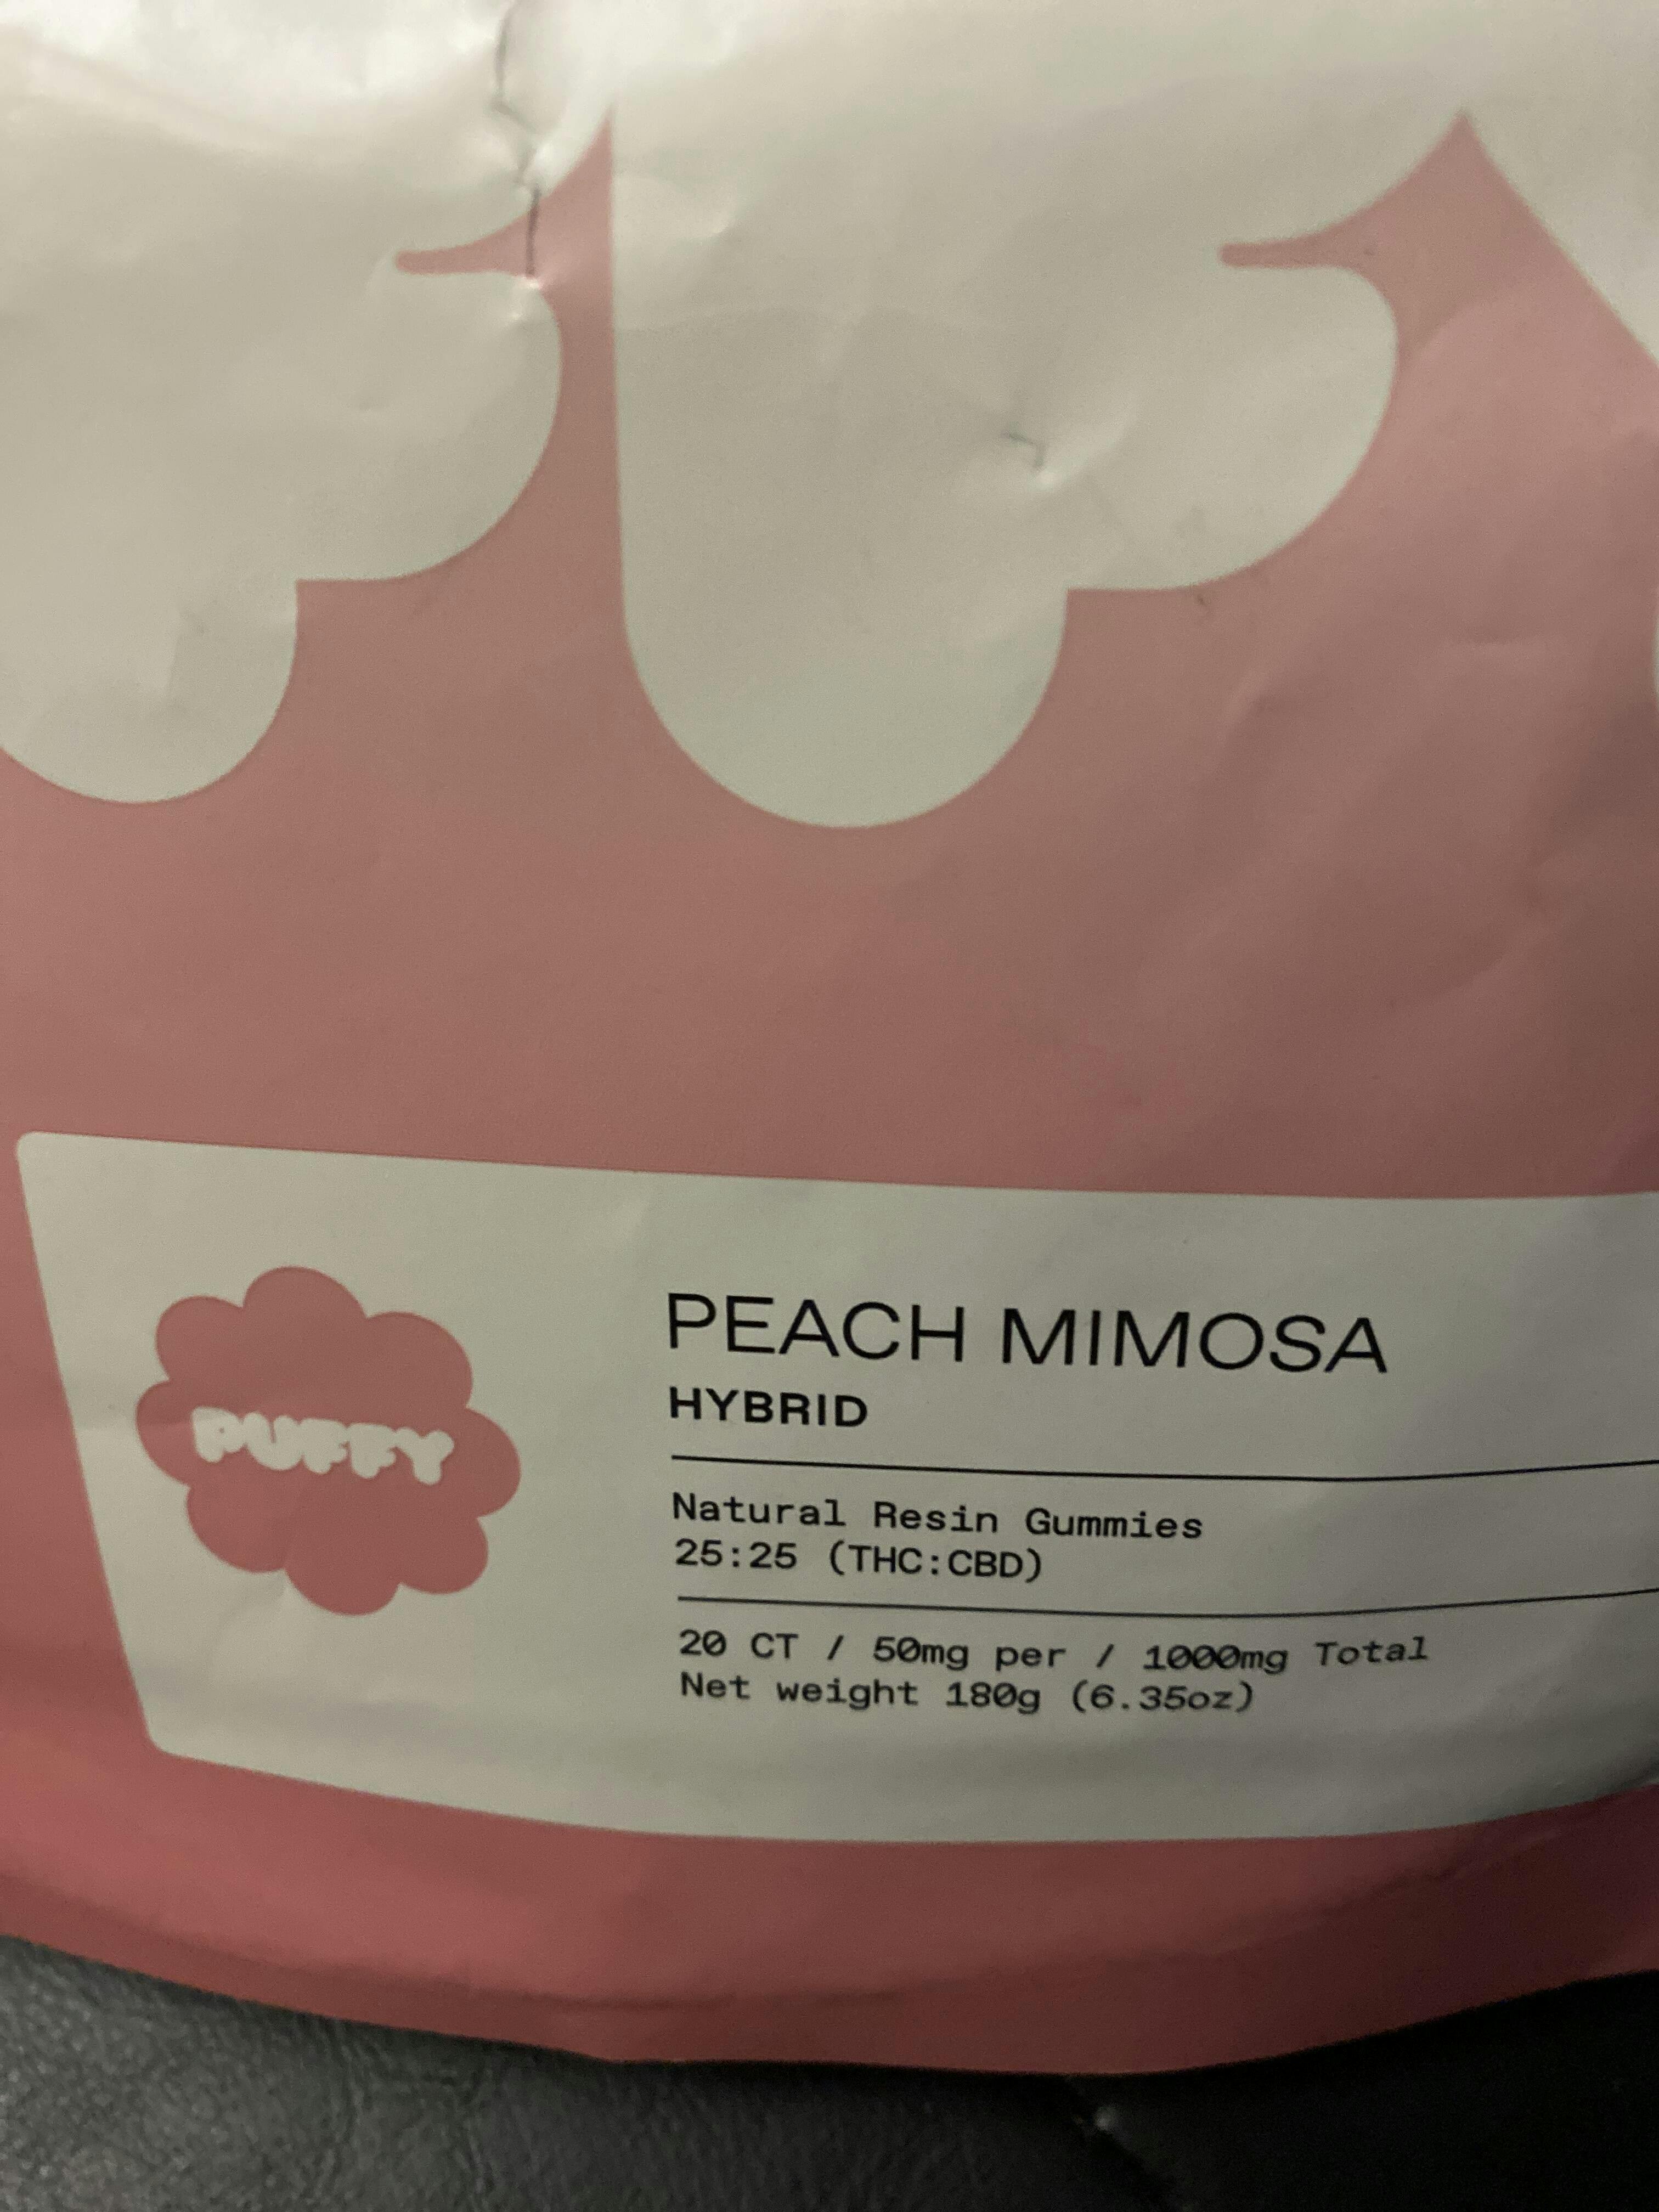 PUFFY
PEACH MIMOSA
HYBRID
Natural Resin Gummies
25:25 (THC:CBD)
20 CT / 50mg per / 1000mg Total
Net weight 180g (6.35oz)